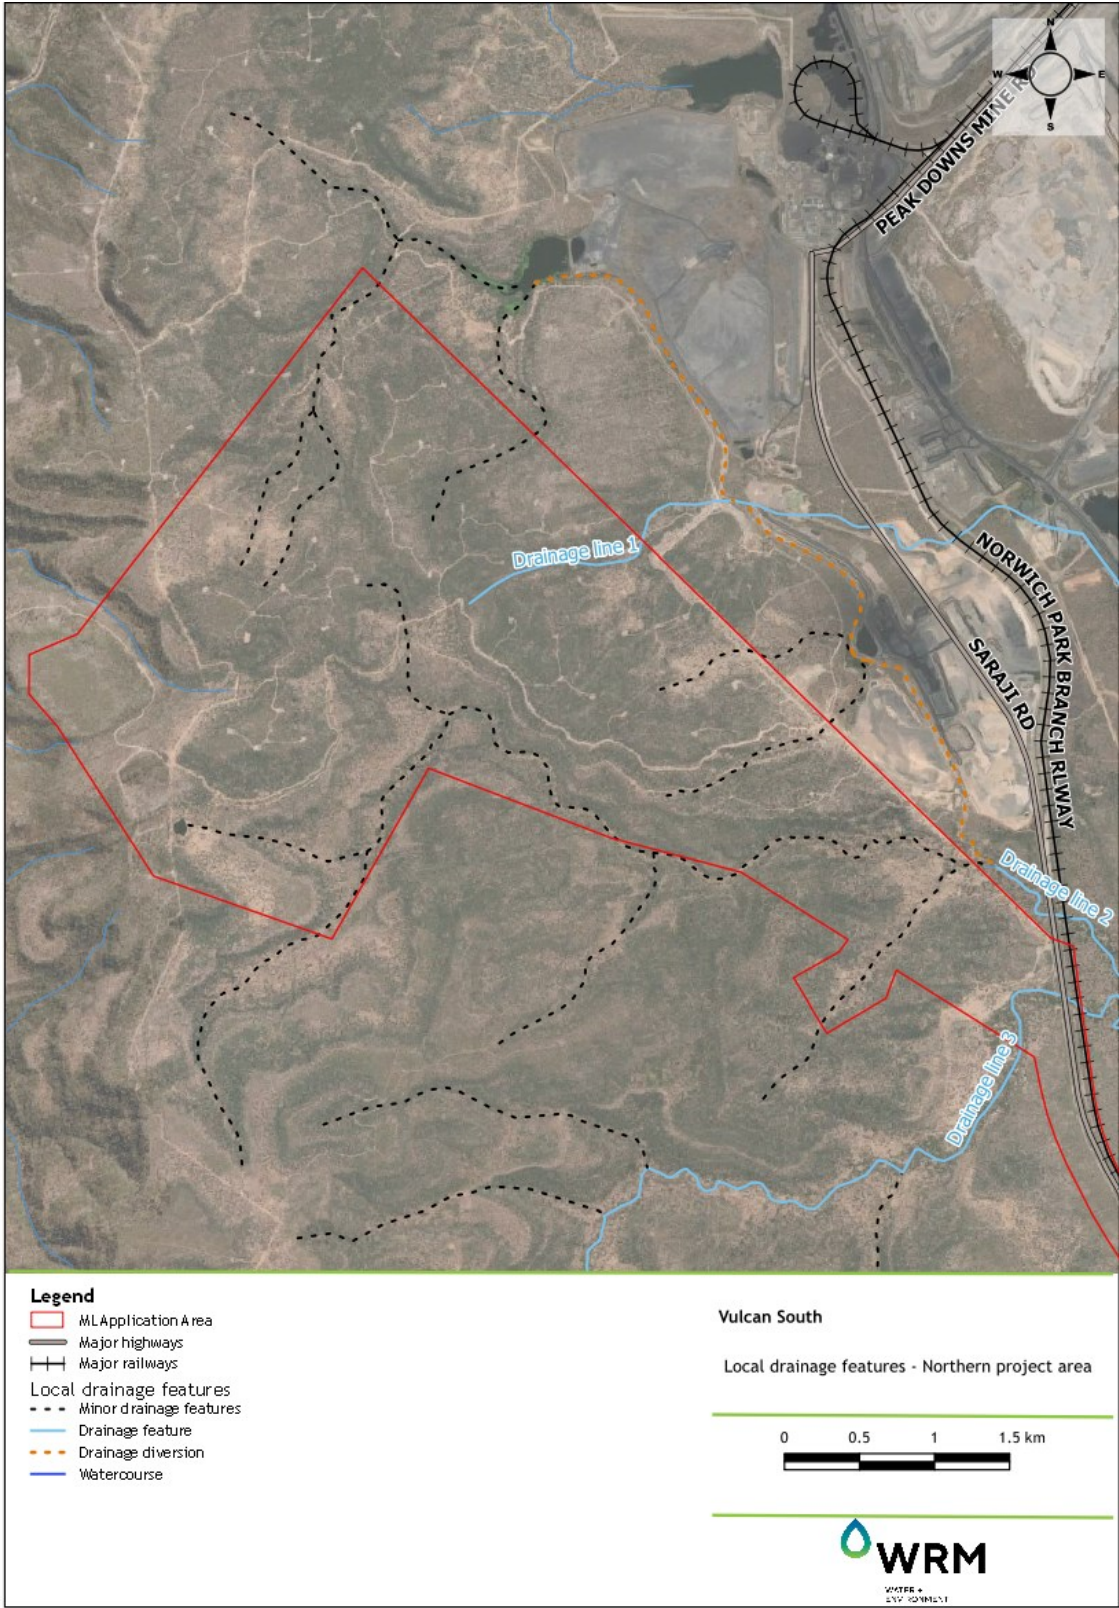 N
W
E
S
PEAK DOWNS MINE R
Drainage line 1
NORWICH PARK BRANCH RLWAY
SARAJI RD
Drainage line 2
Drainage line 3
Legend
ML Application Area
Major highways
Major railways
Local drainage features
Minor drainage features
Drainage feature
Drainage diversion
Watercourse
Vulcan South
Local drainage features - Northern project area
0 0.5 1 1.5 km
WRM
WATER +
ENVIRONMENT